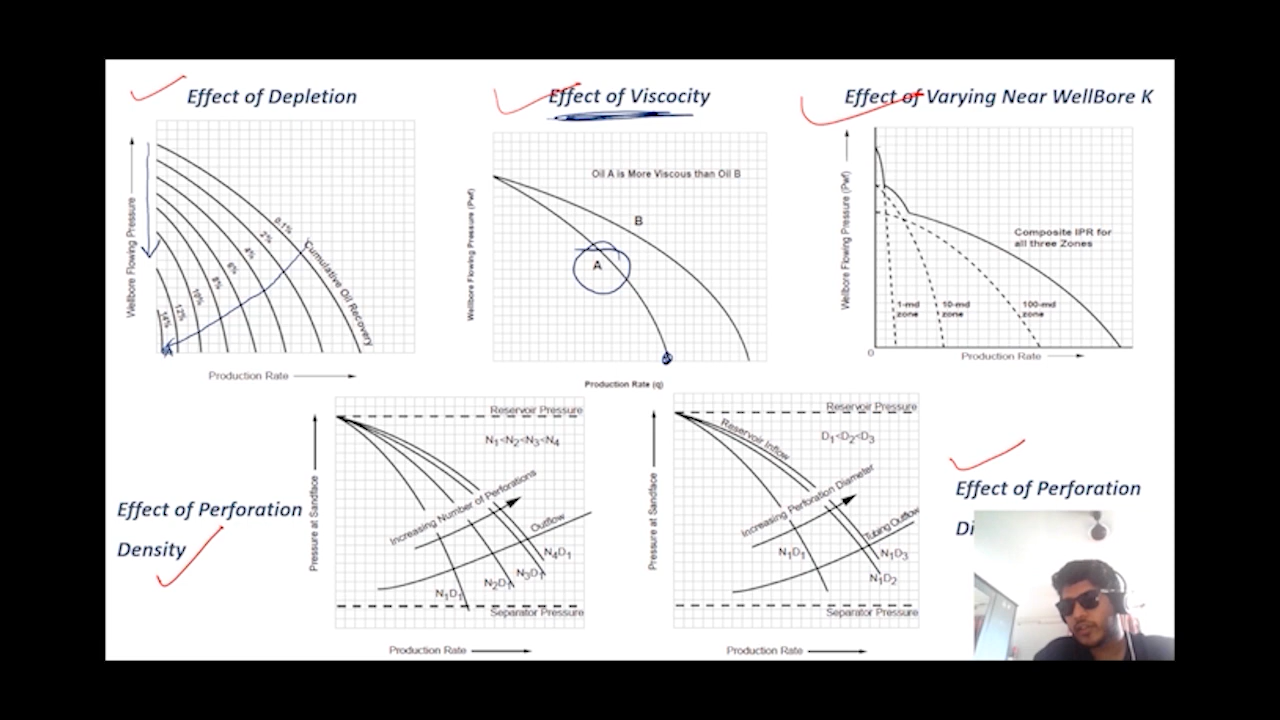 Effect of Depletion
Effect of Viscocity
Effect of Varying Near WellBore K
Wellbore Flowing Pressure
0.1%
2%
4%
6%
8%
10%
12%
14%
Cumulative Oil Recovery
Production Rate
Wellbore Flowing Pressure (Pwf)
Oil A is More Viscous than Oil B
B
A
Production Rate (q)
Wellbore Flowing Pressure (Pwf)
Composite IPR for
all three Zones
1-md
zone
10-md
zone
100-md
zone
0
Production Rate
Effect of Perforation
Density
Pressure at Sandface
Reservoir Pressure
N1<N2<N3<N4
Increasing Number of Perforations
Outflow
N4D1
N3D1
N2D1
N1D1
Separator Pressure
Production Rate
Pressure at Sandface
Reservoir Pressure
Reservoir Inflow
D1<D2<D3
Increasing Perforation Diameter
Tubing Outflow
N1D1
N1D3
N1D2
Separator Pressure
Production Rate
Effect of Perforation
Di